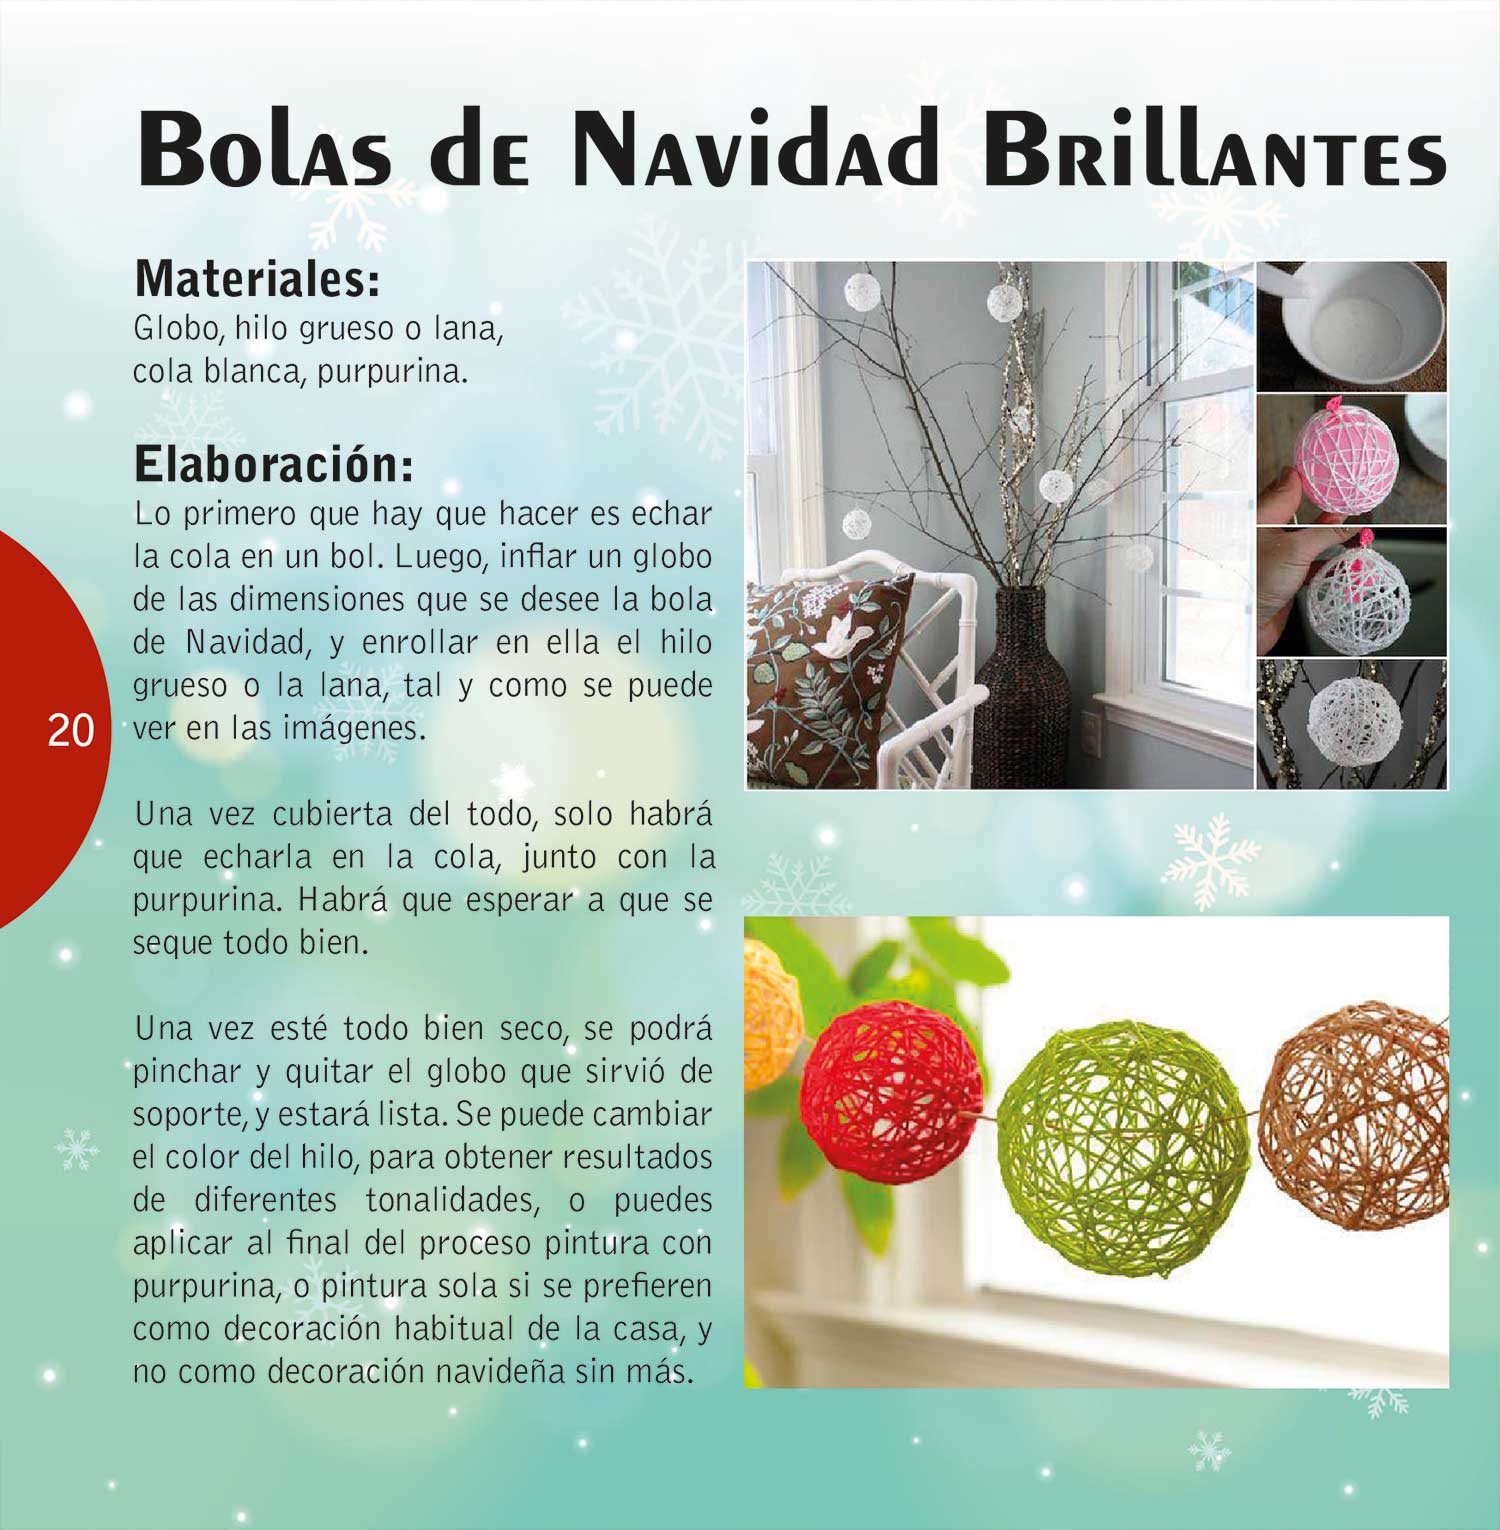 Bolas de Navidad Brillantes
Materiales:
Globo, hilo grueso o lana,
cola blanca, purpurina.
Elaboración:
Lo primero que hay que hacer es echar
la cola en un bol. Luego, inflar un globo
de las dimensiones que se desee la bola
de Navidad, y enrollar en ella el hilo
grueso o la lana, tal y como se puede
ver en las imágenes.
Una vez cubierta del todo, solo habrá
que echarla en la cola, junto con la
purpurina. Habrá que esperar a que se
seque todo bien.
Una vez esté todo bien seco, se podrá
pinchar y quitar el globo que sirvió de
soporte, y estará lista. Se puede cambiar
el color del hilo, para obtener resultados
de diferentes tonalidades, o puedes
aplicar al final del proceso pintura con
purpurina, o pintura sola si se prefieren
como decoración habitual de la casa, y
no como decoración navideña sin más.
20